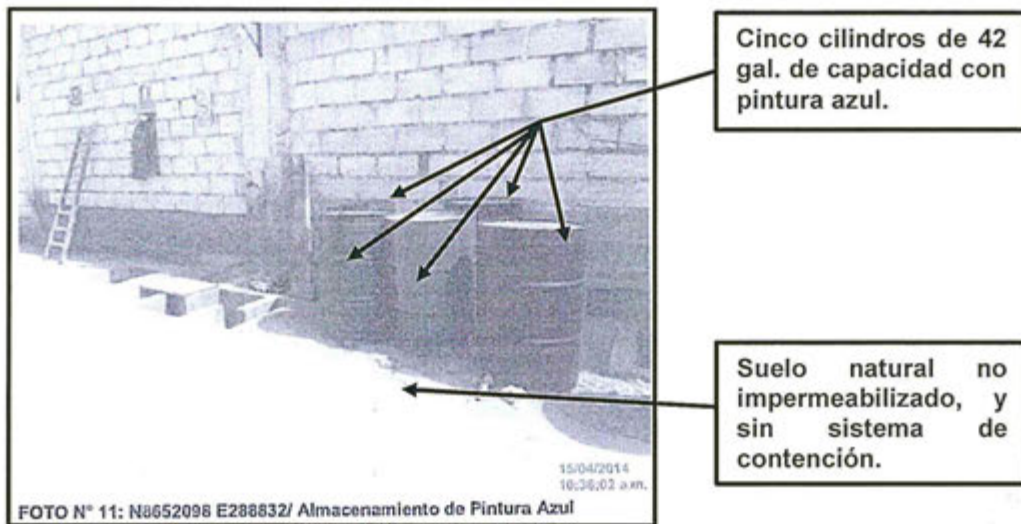 Cinco cilindros de 42
gal. de capacidad con
pintura azul.
Suelo natural no
impermeabilizado, y
sin sistema de
contención.
15/04/2014
10:36:02 a.m.
FOTO N° 11: N8652098 E288832/ Almacenamiento de Pintura Azul